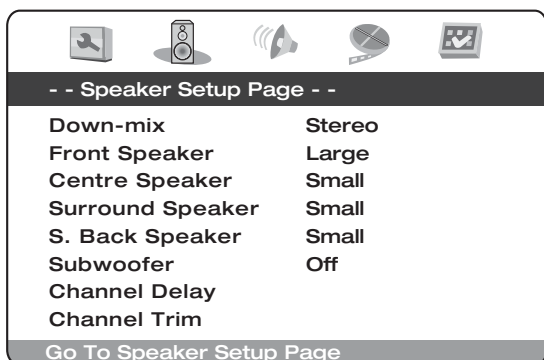 - - Speaker Setup Page - -
Down-mix Stereo
Front Speaker Large
Centre Speaker Small
Surround Speaker Small
S. Back Speaker Small
Subwoofer Off
Channel Delay
Channel Trim
Go To Speaker Setup Page